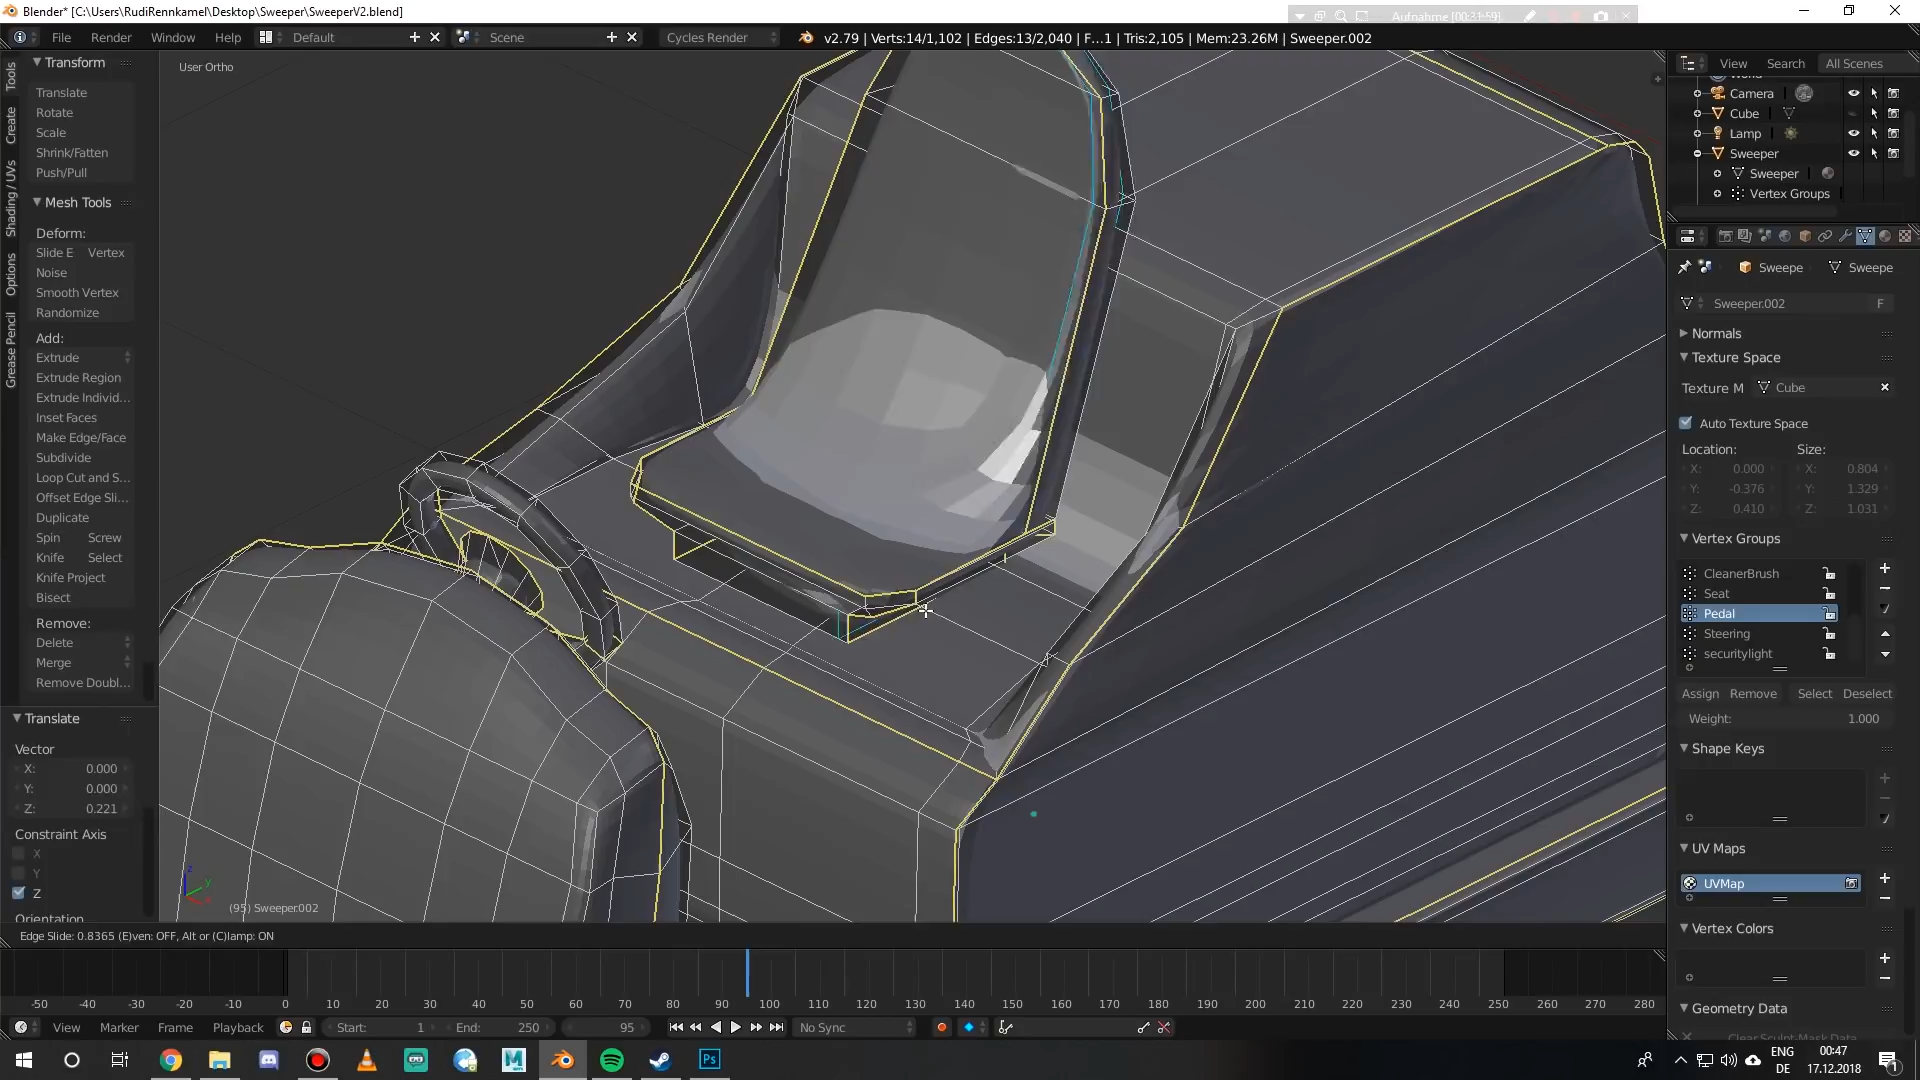 Blender* [C:\Users\RudiRennkamel\Desktop\Sweeper\SweeperV2.blend]
Aufnahme [00:31:59]
File Render Window Help Default Scene Cycles Render v2.79 | Verts:14/1,102 | Edges:13/2,040 | F...1 | Tris:2,105 | Mem:23.26M | Sweeper.002
Tools
Create
Shading / UVs
Options
Grease Pencil
Transform
Translate
Rotate
Scale
Shrink/Fatten
Push/Pull
Mesh Tools
Deform:
Slide E Vertex
Noise
Smooth Vertex
Randomize
Add:
Extrude
Extrude Region
Extrude Individ...
Inset Faces
Make Edge/Face
Subdivide
Loop Cut and S...
Offset Edge Sli...
Duplicate
Spin Screw
Knife Select
Knife Project
Bisect
Remove:
Delete
Merge
Remove Doubl...
Translate
Vector
X: 0.000
Y: 0.000
Z: 0.221
Constraint Axis
X
Y
Z
Orientation
User Ortho
z
y
(95) Sweeper.002
Edge Slide: 0.8365 (E)ven: OFF, Alt or (C)lamp: ON
View Search All Scenes
World
Camera
Cube
Lamp
Sweeper
Sweeper
Vertex Groups
Sweepe Sweepe
Sweeper.002 F
Normals
Texture Space
Texture M Cube
Auto Texture Space
Location: Size:
X: 0.000 X: 0.804
Y: -0.376 Y: 1.329
Z: 0.410 Z: 1.031
Vertex Groups
CleanerBrush
Seat
Pedal
Steering
securitylight
Assign Remove Select Deselect
Weight: 1.000
Shape Keys
UV Maps
UVMap
Vertex Colors
Geometry Data
Clear Sculpt-Mask Data
-50 -40 -30 -20 -10 0 10 20 30 40 50 60 70 80 90 100 110 120 130 140 150 160 170 180 190 200 210 220 230 240 250 260 270 280
View Marker Frame Playback Start: 1 End: 250 95 No Sync
Ps
ENG
DE
00:47
17.12.2018
1